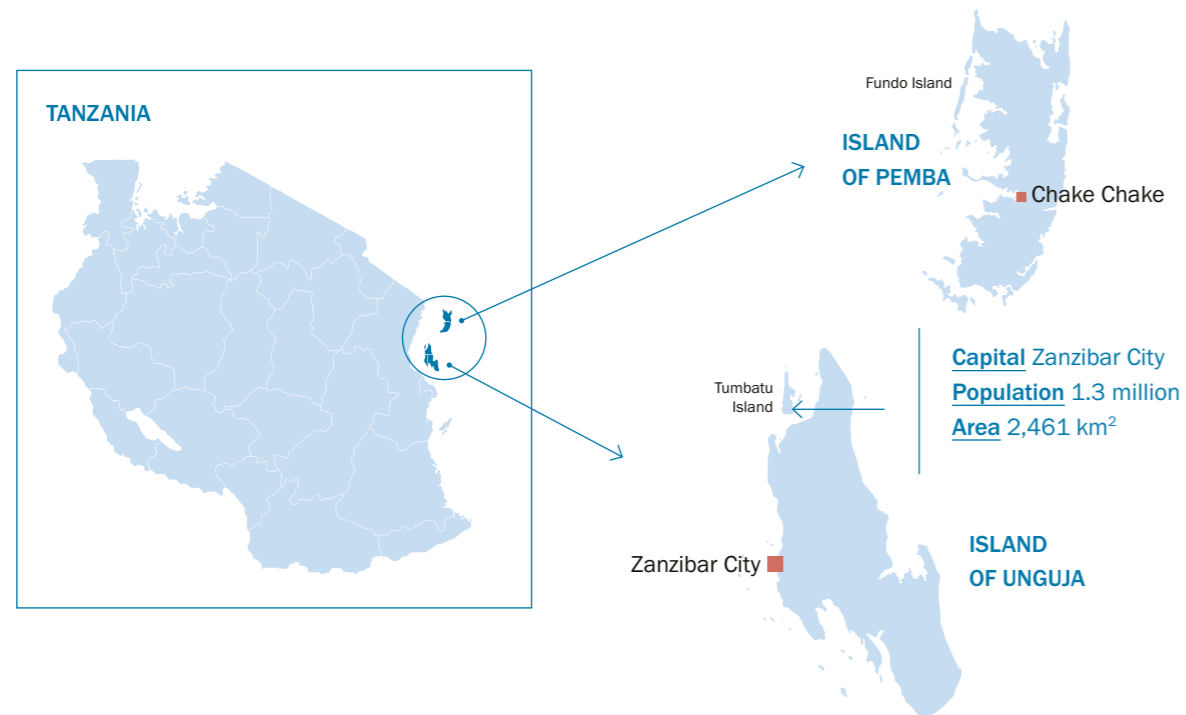 TANZANIA
Fundo Island
ISLAND
OF PEMBA
Chake Chake
Capital Zanzibar City
Population 1.3 million
Area 2,461 km²
Tumbatu
Island
Zanzibar City
ISLAND
OF UNGUJA